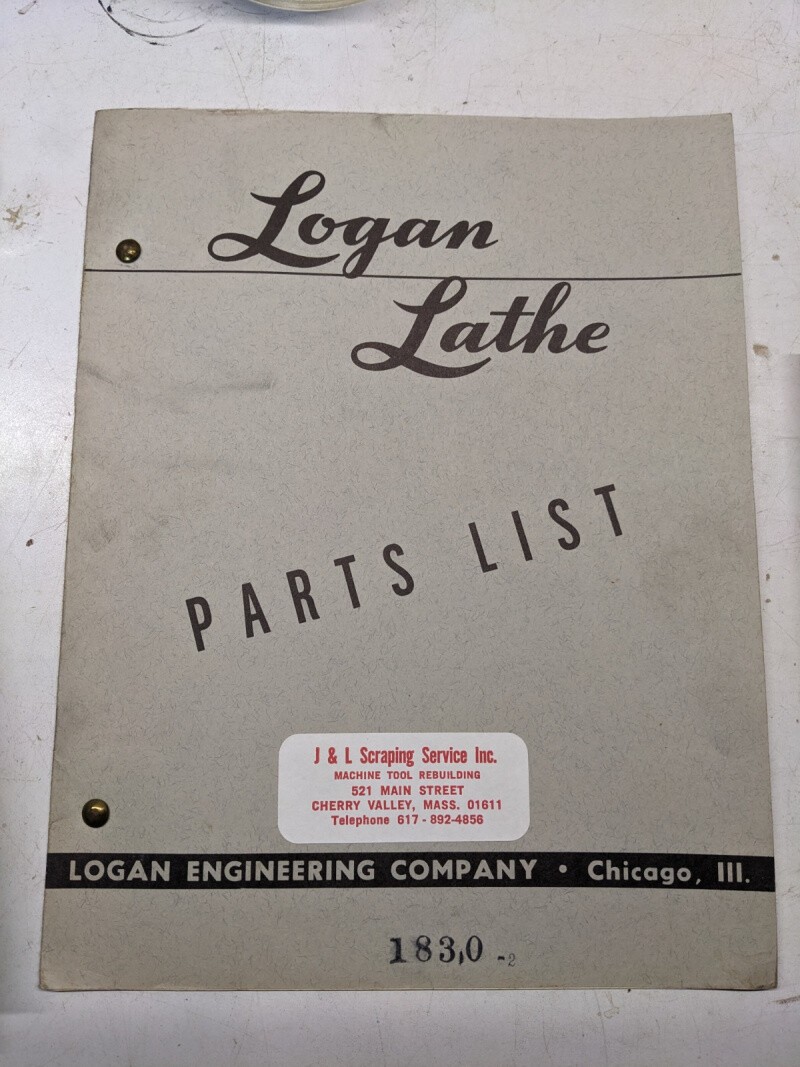 Logan
Lathe
PARTS LIST
J & L Scraping Service Inc.
MACHINE TOOL REBUILDING
521 MAIN STREET
CHERRY VALLEY, MASS. 01611
Telephone 617 - 892-4856
LOGAN ENGINEERING COMPANY • Chicago, Ill.
183,0 -2